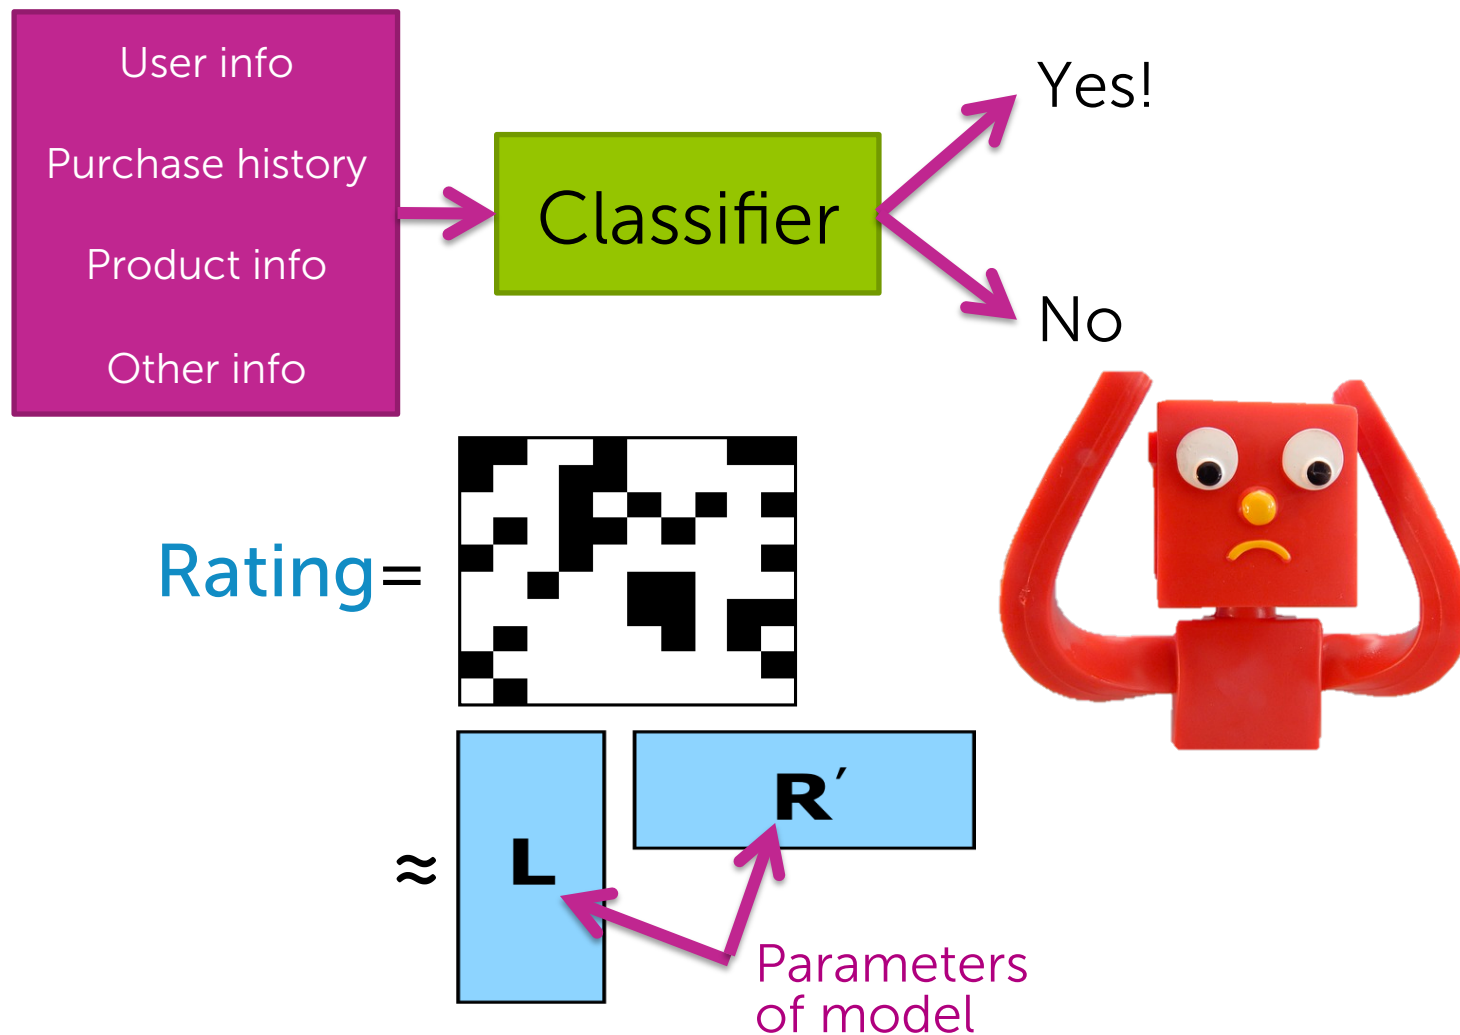 User info
Purchase history
Product info
Other info
Classifier
Yes!
No
Rating=
≈
L
R′
Parameters
of model